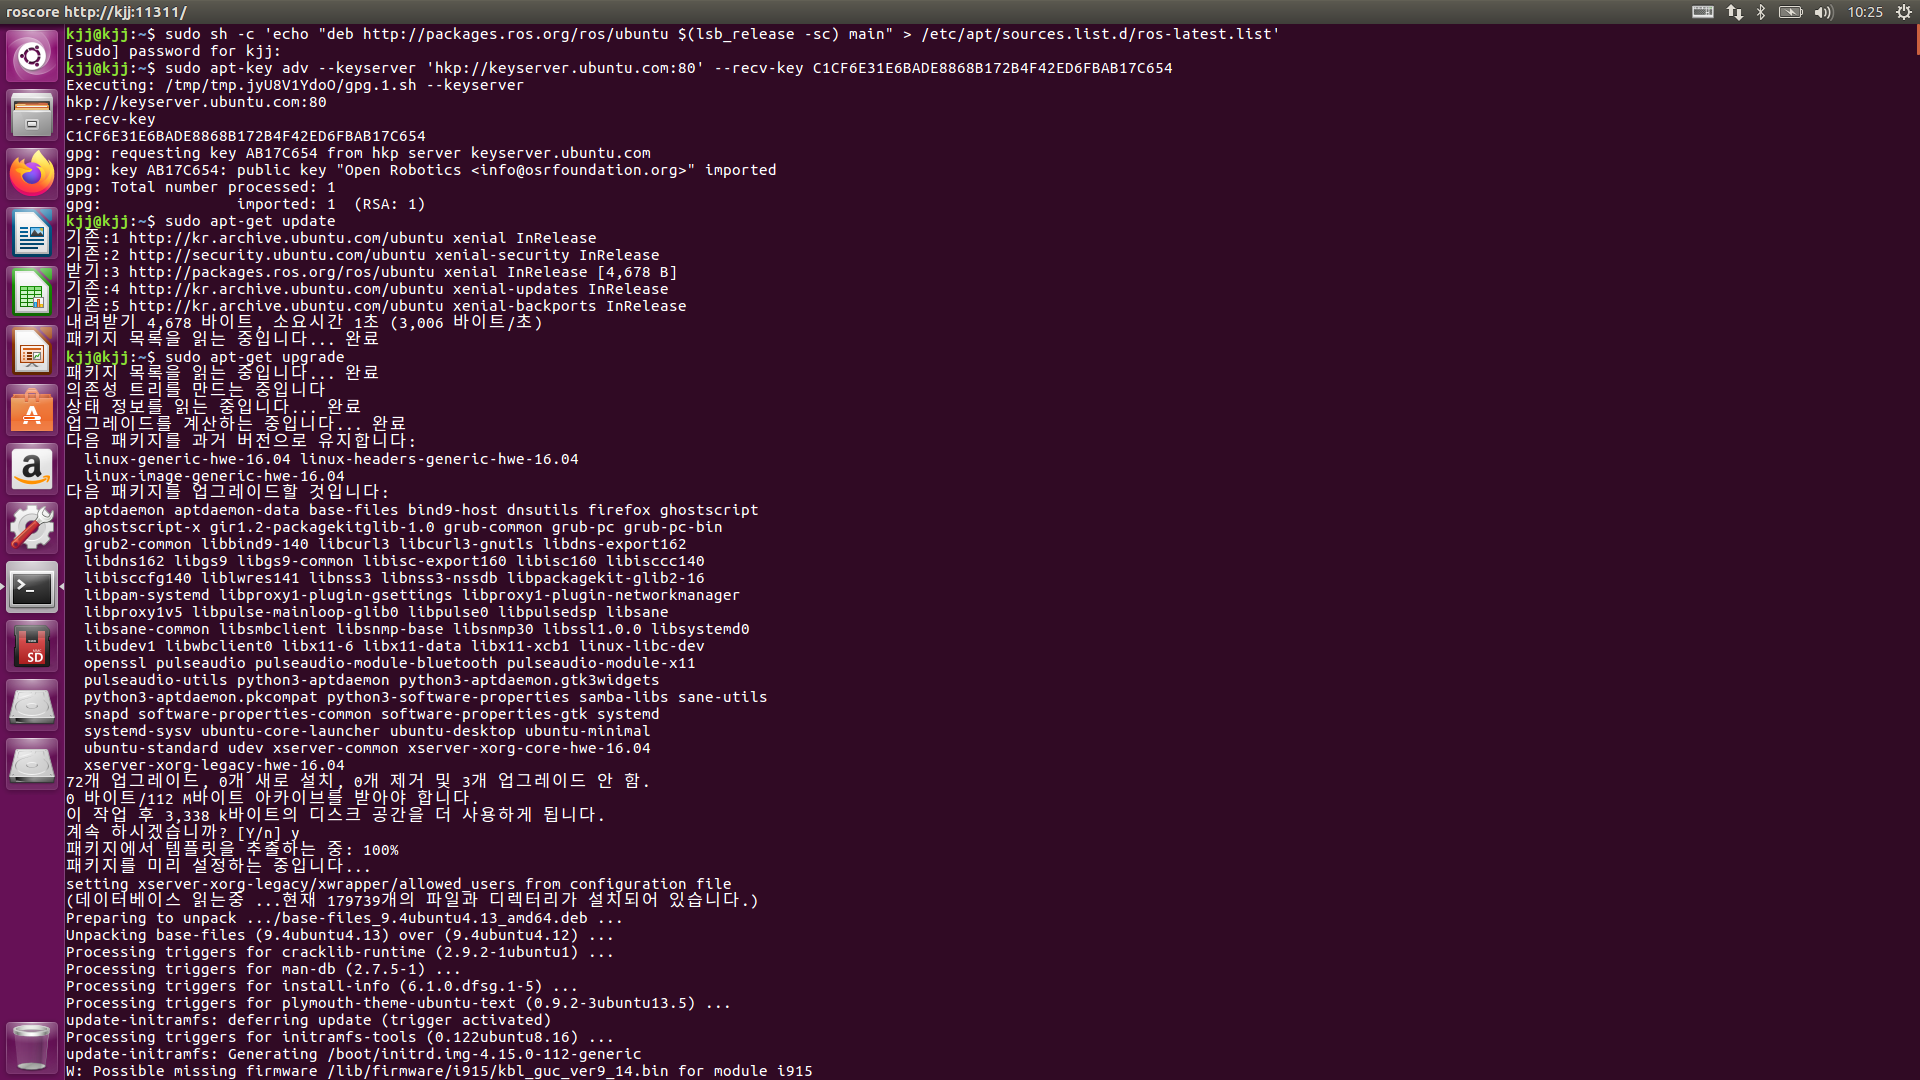 roscore http://kjj:11311/
10:25
kjj@kjj:~$ sudo sh -c 'echo "deb http://packages.ros.org/ros/ubuntu $(lsb_release -sc) main" > /etc/apt/sources.list.d/ros-latest.list'
[sudo] password for kjj:
kjj@kjj:~$ sudo apt-key adv --keyserver 'hkp://keyserver.ubuntu.com:80' --recv-key C1CF6E31E6BADE8868B172B4F42ED6FBAB17C654
Executing: /tmp/tmp.jyU8V1YdoO/gpg.1.sh --keyserver
hkp://keyserver.ubuntu.com:80
--recv-key
C1CF6E31E6BADE8868B172B4F42ED6FBAB17C654
gpg: requesting key AB17C654 from hkp server keyserver.ubuntu.com
gpg: key AB17C654: public key "Open Robotics <info@osrfoundation.org>" imported
gpg: Total number processed: 1
gpg:               imported: 1  (RSA: 1)
kjj@kjj:~$ sudo apt-get update
기존:1 http://kr.archive.ubuntu.com/ubuntu xenial InRelease
기존:2 http://security.ubuntu.com/ubuntu xenial-security InRelease
받기:3 http://packages.ros.org/ros/ubuntu xenial InRelease [4,678 B]
기존:4 http://kr.archive.ubuntu.com/ubuntu xenial-updates InRelease
기존:5 http://kr.archive.ubuntu.com/ubuntu xenial-backports InRelease
내려받기 4,678 바이트, 소요시간 1초 (3,006 바이트/초)
패키지 목록을 읽는 중입니다... 완료
kjj@kjj:~$ sudo apt-get upgrade
패키지 목록을 읽는 중입니다... 완료
의존성 트리를 만드는 중입니다
상태 정보를 읽는 중입니다... 완료
업그레이드를 계산하는 중입니다... 완료
다음 패키지를 과거 버전으로 유지합니다:
  linux-generic-hwe-16.04 linux-headers-generic-hwe-16.04
  linux-image-generic-hwe-16.04
다음 패키지를 업그레이드할 것입니다:
  aptdaemon aptdaemon-data base-files bind9-host dnsutils firefox ghostscript
  ghostscript-x gir1.2-packagekitglib-1.0 grub-common grub-pc grub-pc-bin
  grub2-common libbind9-140 libcurl3 libcurl3-gnutls libdns-export162
  libdns162 libgs9 libgs9-common libisc-export160 libisc160 libisccc140
  libisccfg140 liblwres141 libnss3 libnss3-nssdb libpackagekit-glib2-16
  libpam-systemd libproxy1-plugin-gsettings libproxy1-plugin-networkmanager
  libproxy1v5 libpulse-mainloop-glib0 libpulse0 libpulsedsp libsane
  libsane-common libsmbclient libsnmp-base libsnmp30 libssl1.0.0 libsystemd0
  libudev1 libwbclient0 libx11-6 libx11-data libx11-xcb1 linux-libc-dev
  openssl pulseaudio pulseaudio-module-bluetooth pulseaudio-module-x11
  pulseaudio-utils python3-aptdaemon python3-aptdaemon.gtk3widgets
  python3-aptdaemon.pkcompat python3-software-properties samba-libs sane-utils
  snapd software-properties-common software-properties-gtk systemd
  systemd-sysv ubuntu-core-launcher ubuntu-desktop ubuntu-minimal
  ubuntu-standard udev xserver-common xserver-xorg-core-hwe-16.04
  xserver-xorg-legacy-hwe-16.04
72개 업그레이드, 0개 새로 설치, 0개 제거 및 3개 업그레이드 안 함.
0 바이트/112 M바이트 아카이브를 받아야 합니다.
이 작업 후 3,338 k바이트의 디스크 공간을 더 사용하게 됩니다.
계속 하시겠습니까? [Y/n] y
패키지에서 템플릿을 추출하는 중: 100%
패키지를 미리 설정하는 중입니다...
setting xserver-xorg-legacy/xwrapper/allowed_users from configuration file
(데이터베이스 읽는중 ...현재 179739개의 파일과 디렉터리가 설치되어 있습니다.)
Preparing to unpack .../base-files_9.4ubuntu4.13_amd64.deb ...
Unpacking base-files (9.4ubuntu4.13) over (9.4ubuntu4.12) ...
Processing triggers for cracklib-runtime (2.9.2-1ubuntu1) ...
Processing triggers for man-db (2.7.5-1) ...
Processing triggers for install-info (6.1.0.dfsg.1-5) ...
Processing triggers for plymouth-theme-ubuntu-text (0.9.2-3ubuntu13.5) ...
update-initramfs: deferring update (trigger activated)
Processing triggers for initramfs-tools (0.122ubuntu8.16) ...
update-initramfs: Generating /boot/initrd.img-4.15.0-112-generic
W: Possible missing firmware /lib/firmware/i915/kbl_guc_ver9_14.bin for module i915
A
a
>_
SD